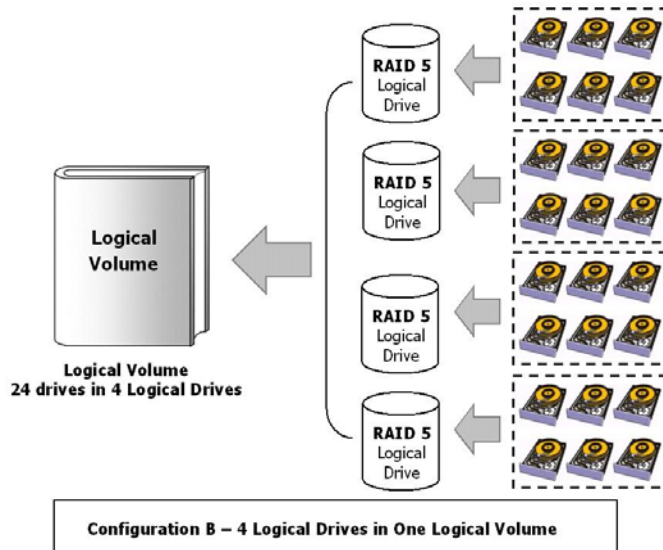 RAID 5
Logical
Drive
RAID 5
Logical
Drive
Logical
Volume
RAID 5
Logical
Drive
Logical Volume
24 drives in 4 Logical Drives
RAID 5
Logical
Drive
Configuration B – 4 Logical Drives in One Logical Volume